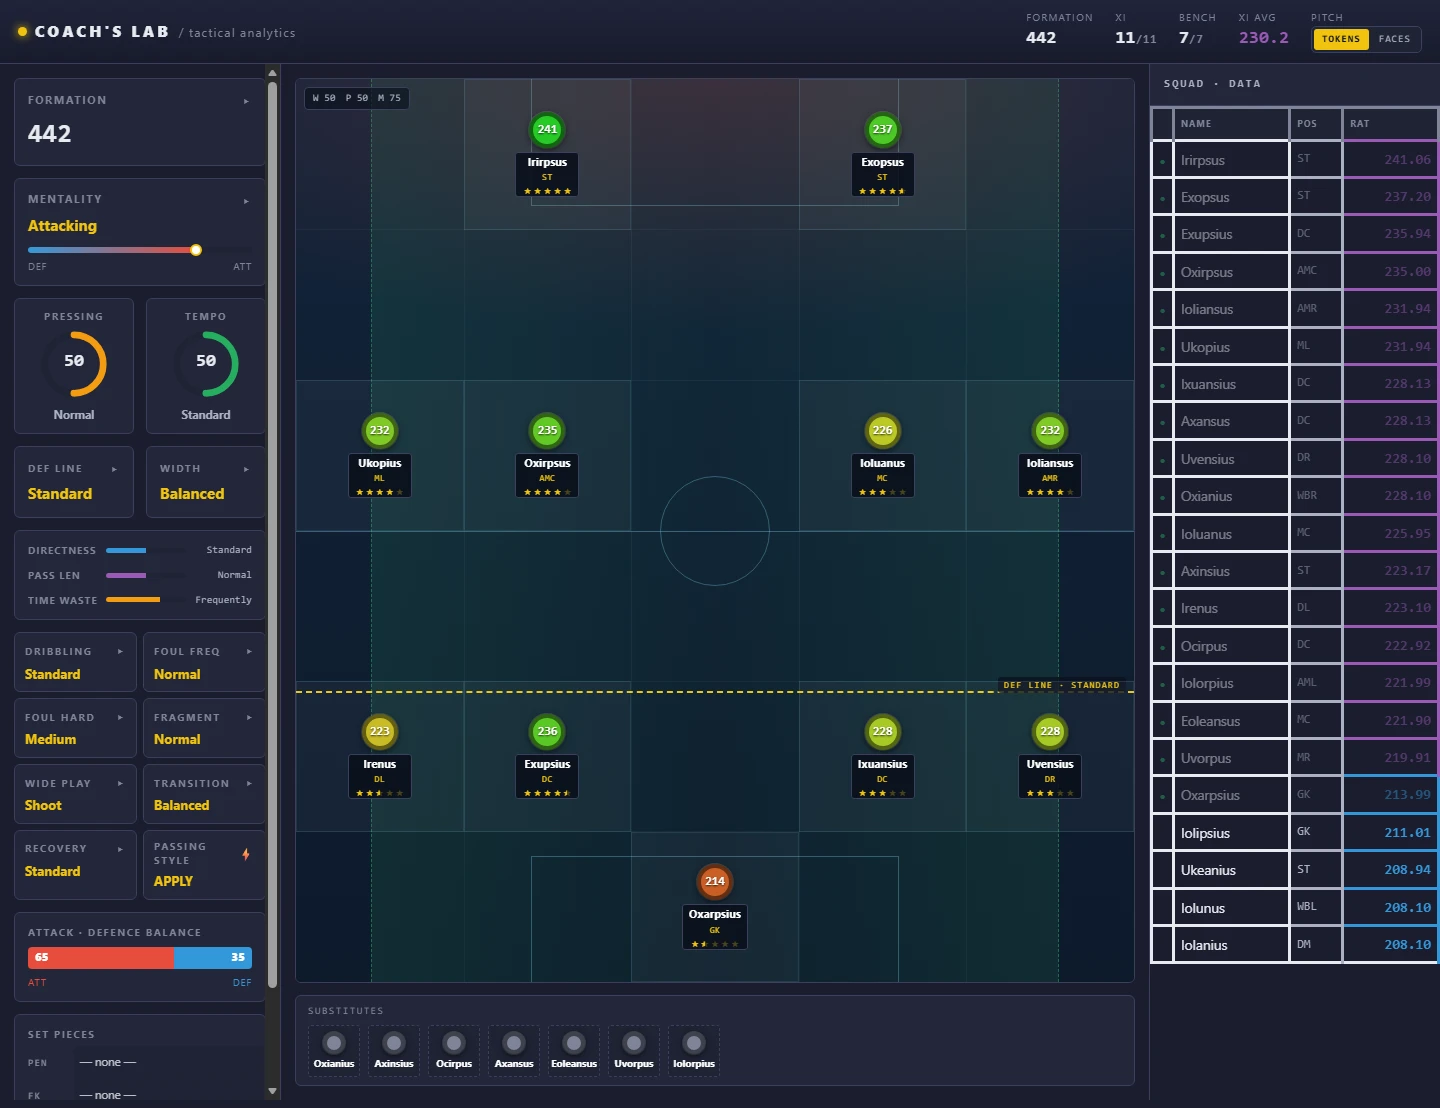 COACH'S LAB / tactical analytics
FORMATION
442
XI
11/11
BENCH
7/7
XI AVG
230.2
PITCH
TOKENS FACES
FORMATION ▸
442
MENTALITY ▸
Attacking
DEF ATT
PRESSING
50
Normal
TEMPO
50
Standard
DEF LINE ▸
Standard
WIDTH ▸
Balanced
DIRECTNESS Standard
PASS LEN Normal
TIME WASTE Frequently
DRIBBLING ▸
Standard
FOUL FREQ ▸
Normal
FOUL HARD ▸
Medium
FRAGMENT ▸
Normal
WIDE PLAY ▸
Shoot
TRANSITION ▸
Balanced
RECOVERY ▸
Standard
PASSING
STYLE
APPLY
ATTACK · DEFENCE BALANCE
65 35
ATT DEF
SET PIECES
PEN — none —
FK — none —
W 50 P 50 M 75
241
Irirpsus
ST
★★★★★
237
Exopsus
ST
★★★★★
232
Ukopius
ML
★★★★★
235
Oxirpsus
AMC
★★★★★
226
Ioluanus
MC
★★★★★
232
Ioliansus
AMR
★★★★★
DEF LINE · STANDARD
223
Irenus
DL
★★★★★
236
Exupsius
DC
★★★★★
228
Ixuansius
DC
★★★★★
228
Uvensius
DR
★★★★★
214
Oxarpsius
GK
★★★★★
SUBSTITUTES
Oxianius
Axinsius
Ocirpus
Axansus
Eoleansus
Uvorpus
Iolorpius
SQUAD · DATA
NAME POS RAT
Irirpsus ST 241.06
Exopsus ST 237.20
Exupsius DC 235.94
Oxirpsus AMC 235.00
Ioliansus AMR 231.94
Ukopius ML 231.94
Ixuansius DC 228.13
Axansus DC 228.13
Uvensius DR 228.10
Oxianius WBR 228.10
Ioluanus MC 225.95
Axinsius ST 223.17
Irenus DL 223.10
Ocirpus DC 222.92
Iolorpius AML 221.99
Eoleansus MC 221.90
Uvorpus MR 219.91
Oxarpsius GK 213.99
Iolipsius GK 211.01
Ukeanius ST 208.94
Iolunus WBL 208.10
Iolanius DM 208.10